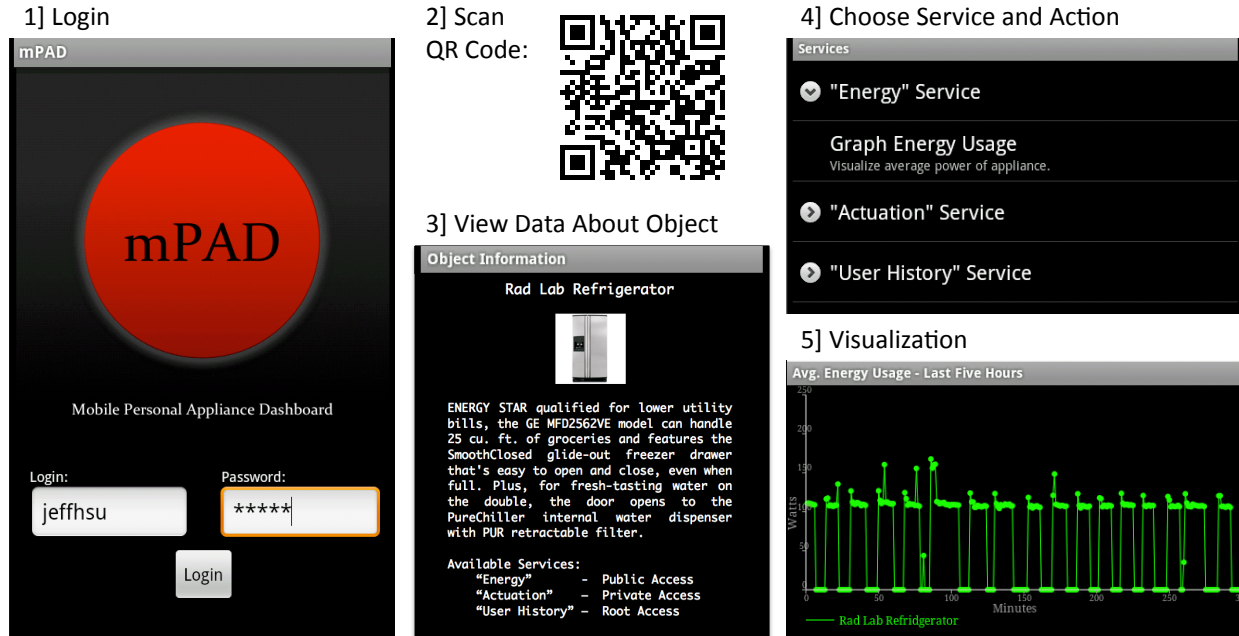 1] Login
mPAD
mPAD
Mobile Personal Appliance Dashboard
Login:
Password:
jeffhsu
*****
Login
2] Scan
QR Code:
3] View Data About Object
Object Information
Rad Lab Refrigerator
ENERGY STAR qualified for lower utility
bills, the GE MFD2562VE model can handle
25 cu. ft. of groceries and features the
SmoothClosed glide-out freezer drawer
that's easy to open and close, even when
full. Plus, for fresh-tasting water on
the double, the door opens to the
PureChiller internal water dispenser
with PUR retractable filter.
Available Services:
“Energy” – Public Access
“Actuation” – Private Access
“User History” – Root Access
4] Choose Service and Action
Services
"Energy" Service
Graph Energy Usage
Visualize average power of appliance.
"Actuation" Service
"User History" Service
5] Visualization
Avg. Energy Usage - Last Five Hours
250
200
150
100
50
0
Watts
0 50 100 150 200 250
Minutes
Rad Lab Refridgerator